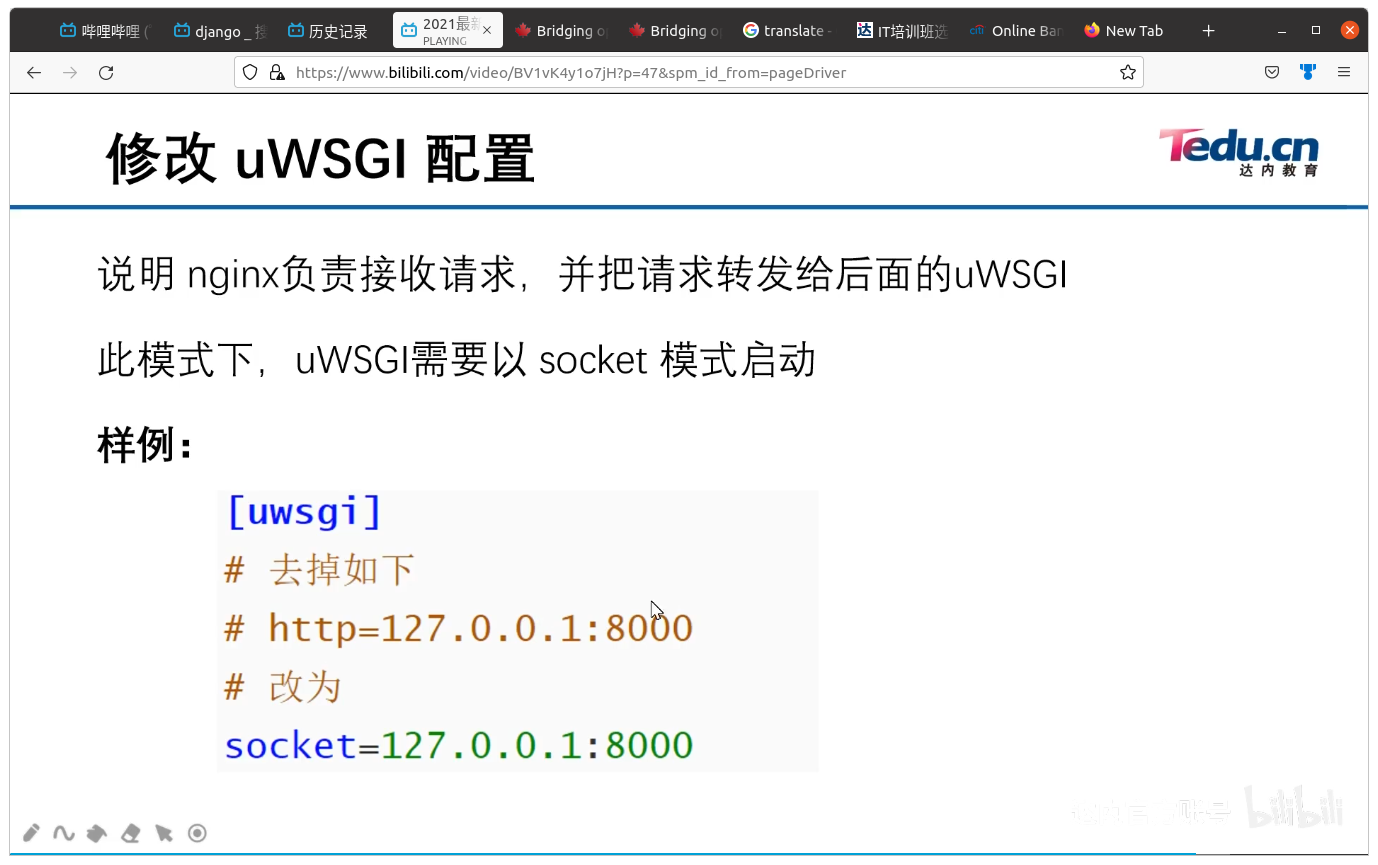 哔哩哔哩 (
django _ 搜
历史记录
2021最新
PLAYING
Bridging o
Bridging o
translate -
IT培训班选
citi
Online Ban
New Tab
https://www.bilibili.com/video/BV1vK4y1o7jH?p=47&spm_id_from=pageDriver
修改 uWSGI 配置
Tedu.cn
达内教育
说明 nginx负责接收请求，并把请求转发给后面的uWSGI
此模式下，uWSGI需要以 socket 模式启动
样例：
[uwsgi]
# 去掉如下
# http=127.0.0.1:8000
# 改为
socket=127.0.0.1:8000
bilibili